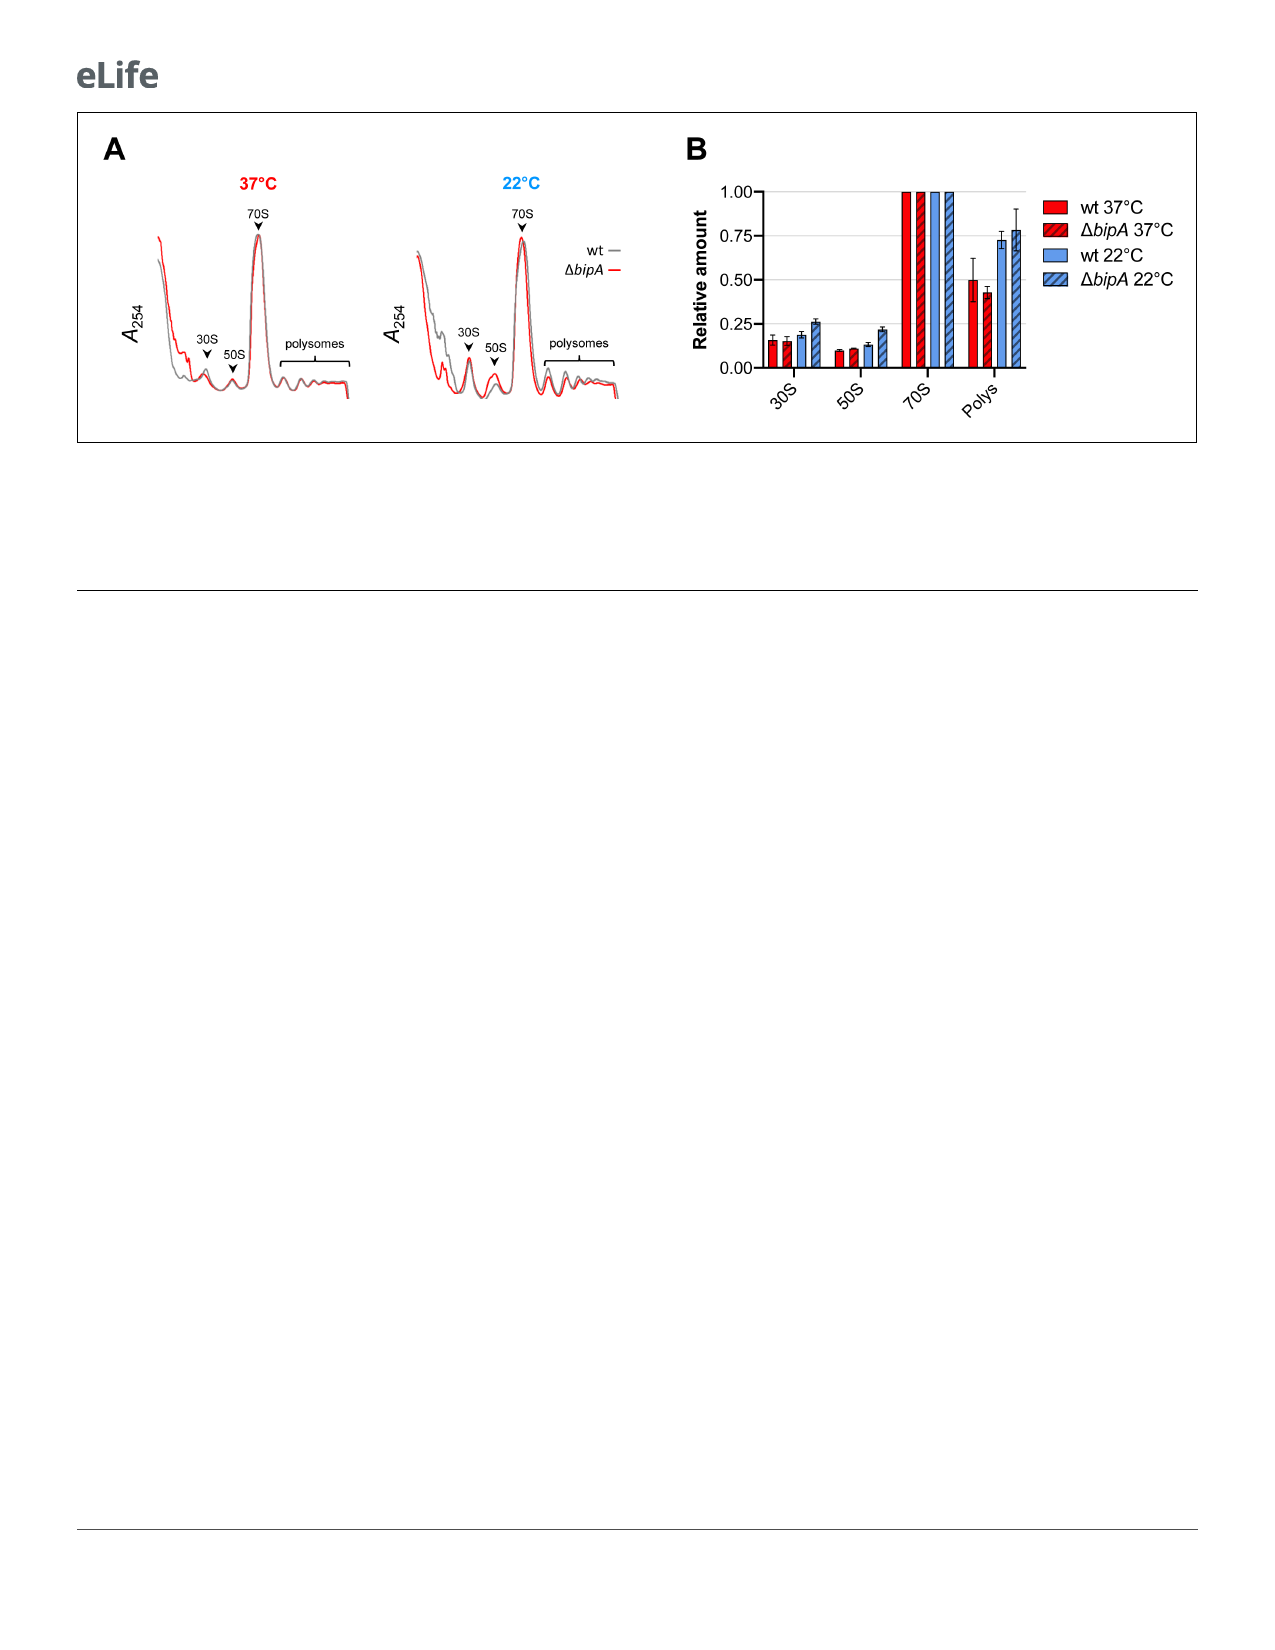 eLife
A
37°C
70S
30S
50S
polysomes
A254
22°C
70S
wt
ΔbipA
30S
50S
polysomes
A254
B
1.00
0.75
0.50
0.25
0.00
Relative amount
30S
50S
70S
Polys
wt 37°C
ΔbipA 37°C
wt 22°C
ΔbipA 22°C